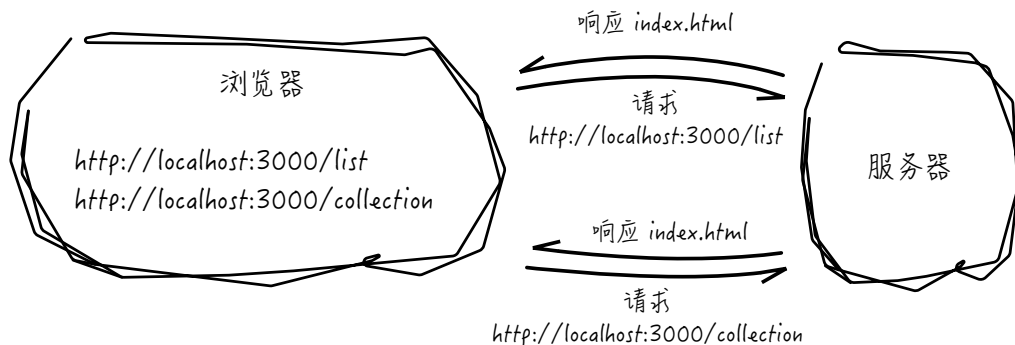 浏览器
http://localhost:3000/list
http://localhost:3000/collection
响应 index.html
请求
http://localhost:3000/list
响应 index.html
请求
http://localhost:3000/collection
服务器